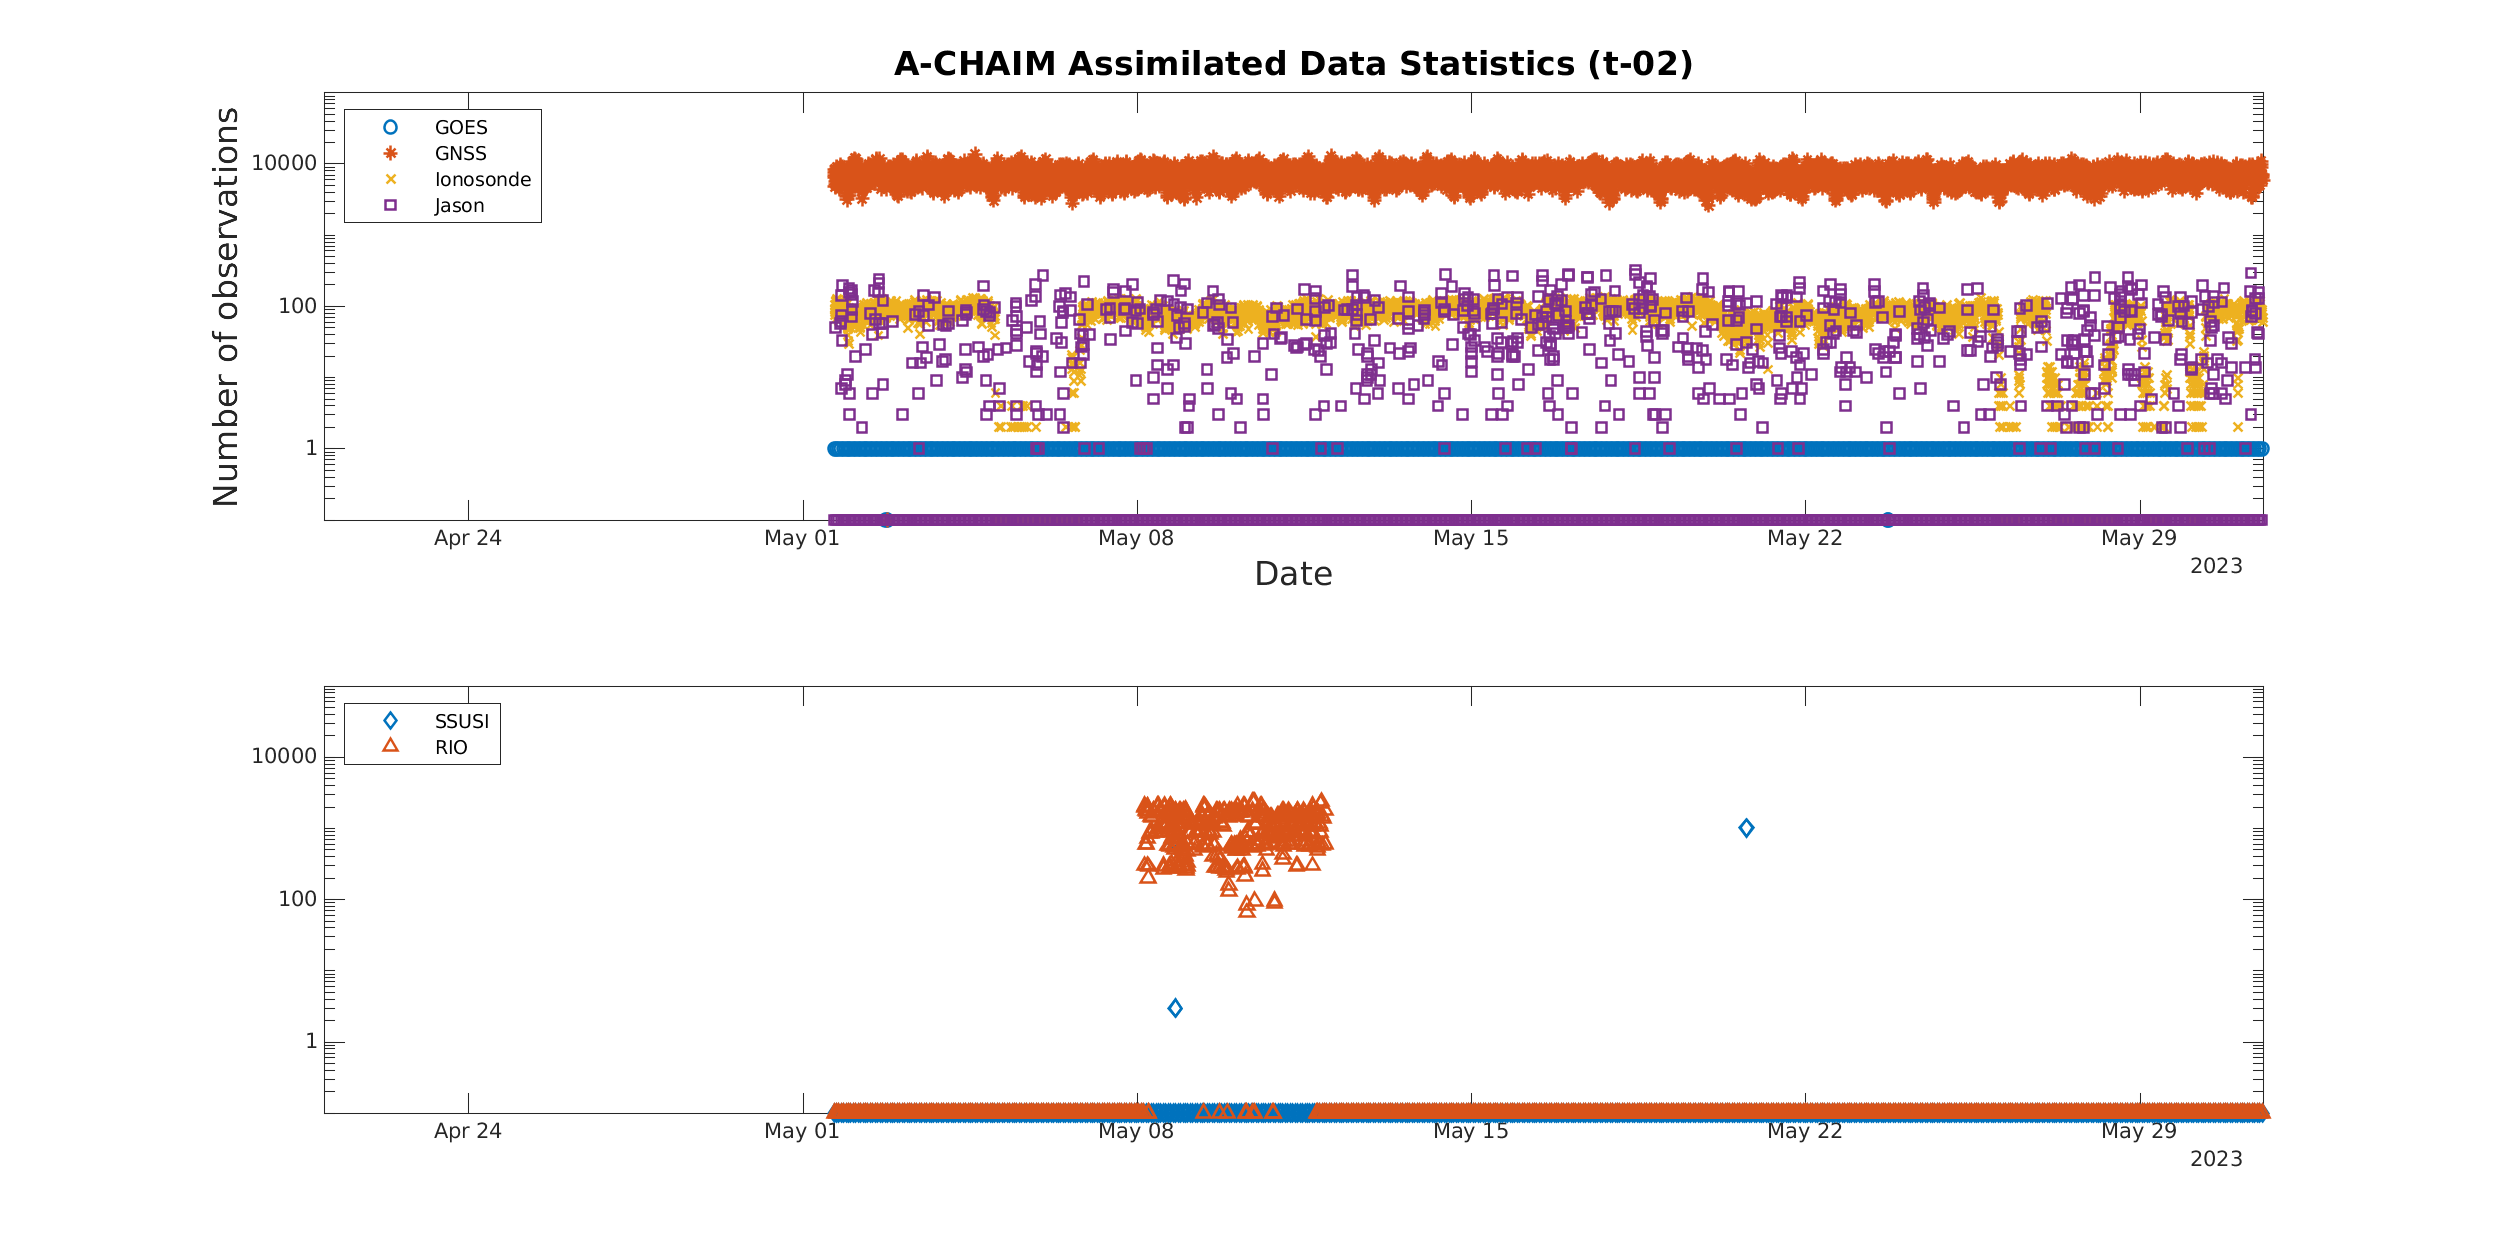 A-CHAIM Assimilated Data Statistics (t-02)
Number of observations
10000
100
1
GOES
GNSS
Ionosonde
Jason
Apr 24
May 01
May 08
May 15
May 22
May 29
2023
Date
10000
100
1
SSUSI
RIO
Apr 24
May 01
May 08
May 15
May 22
May 29
2023